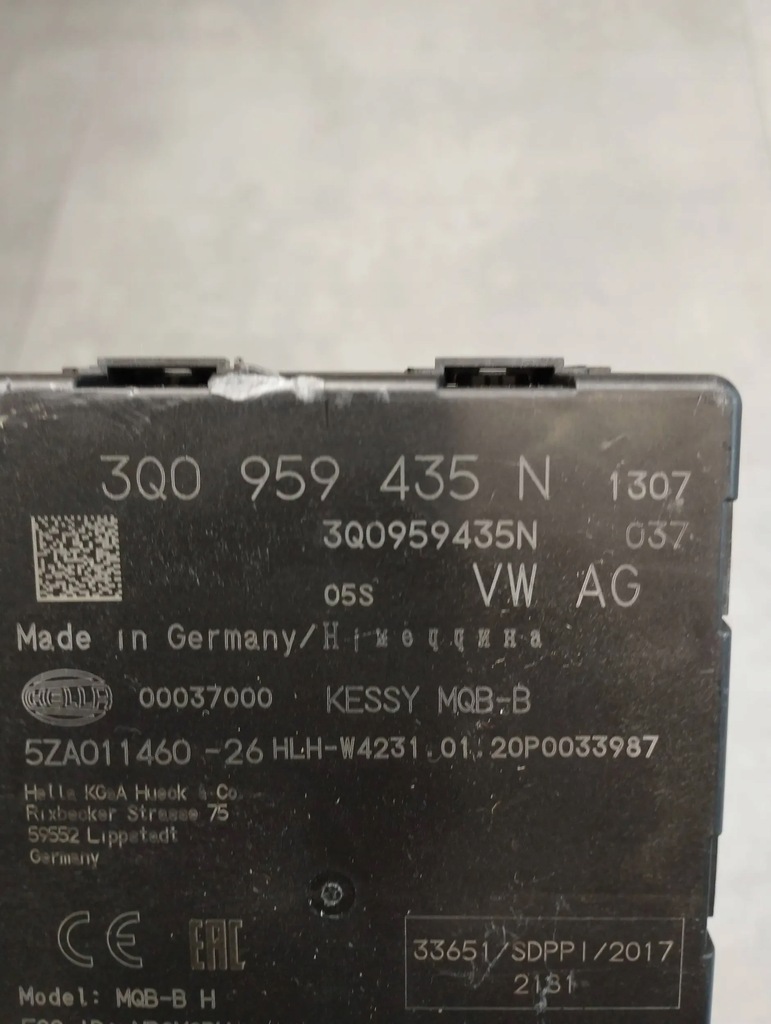 3Q0 959 435 N 1307
3Q0959435N 037
05S VW AG
Made in Germany/Німеччина
HELLA 00037000 KESSY MQB-B
5ZA011460-26 HLH-W4231.01.20P0033987
Hella KGaA Hueck & Co.
Rixbecker Strasse 75
59552 Lippstadt
Germany
CE EAC
33651/SDPPI/2017
2181
Model: MQB-B H